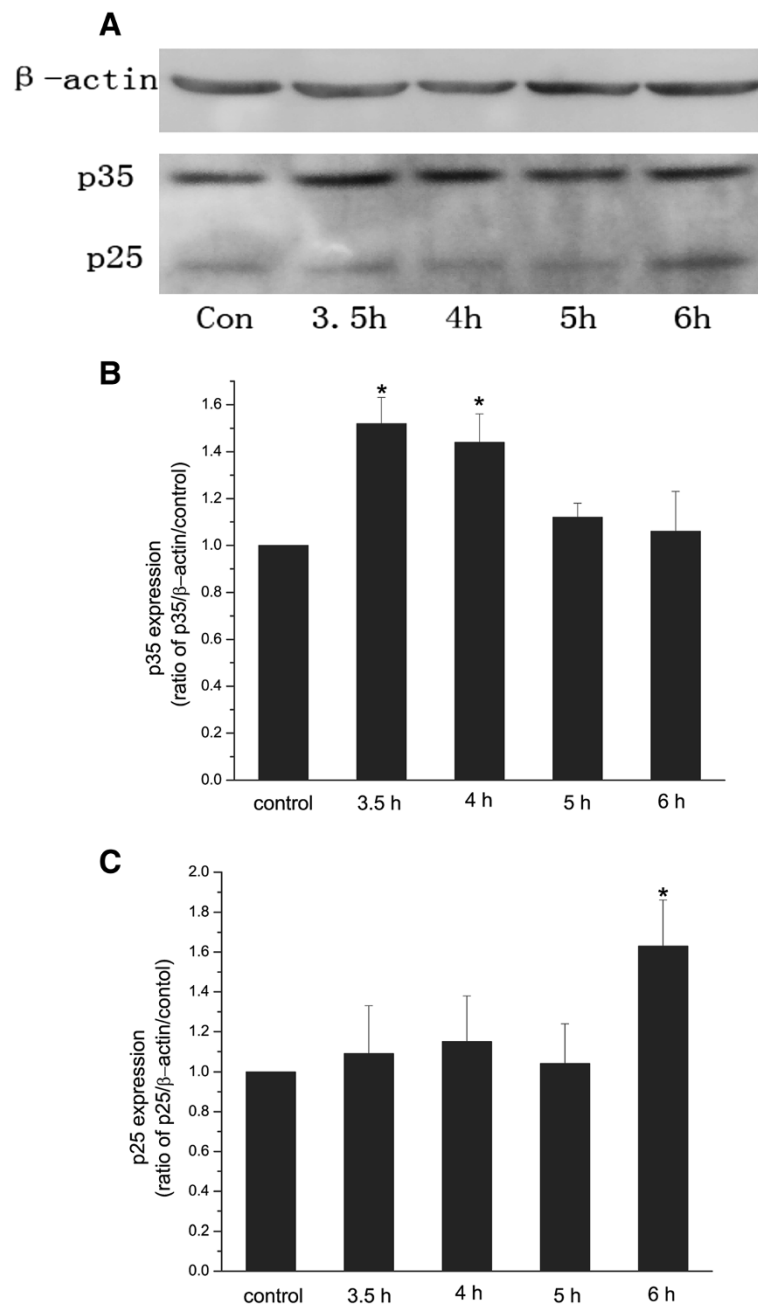 A
β-actin
p35
p25
Con 3.5h 4h 5h 6h
B
p35 expression
(ratio of p35/β-actin/control)
1.6
1.4
1.2
1.0
0.8
0.6
0.4
0.2
0.0
* *
control 3.5 h 4 h 5 h 6 h
C
p25 expression
(ratio of p25/β-actin/contol)
2.0
1.8
1.6
1.4
1.2
1.0
0.8
0.6
0.4
0.2
0.0
*
control 3.5 h 4 h 5 h 6 h